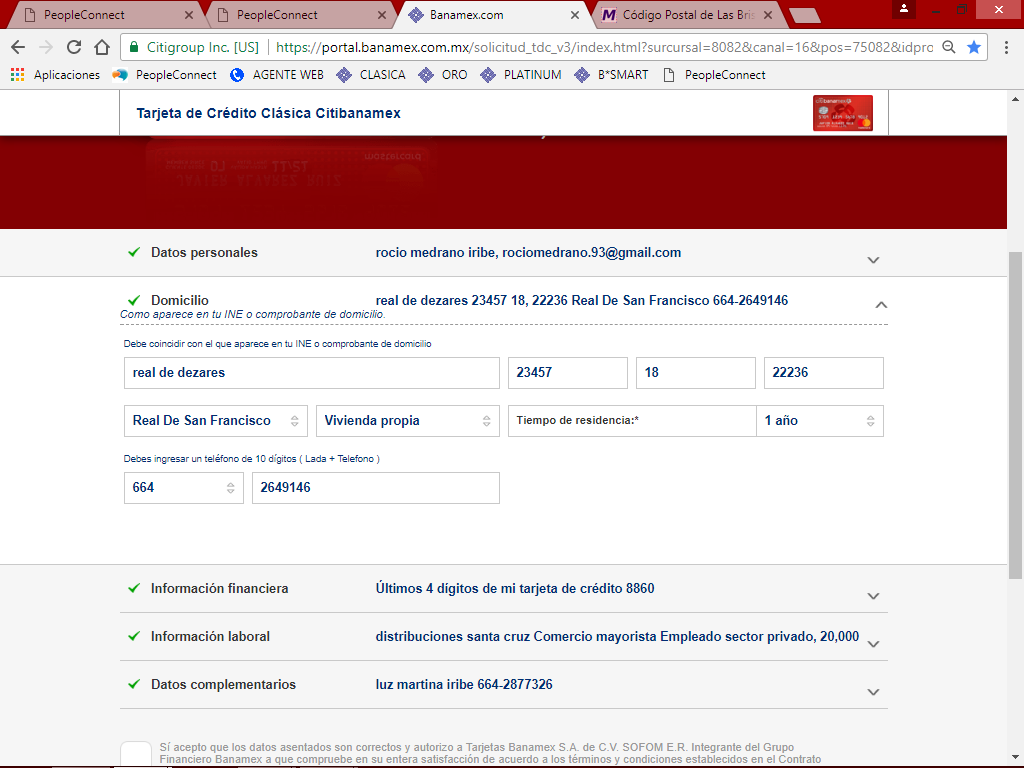 PeopleConnect
PeopleConnect
Banamex.com
Código Postal de Las Bris
Citigroup Inc. [US]
https://portal.banamex.com.mx/solicitud_tdc_v3/index.html?surcursal=8082&canal=16&pos=75082&idpro
Aplicaciones
PeopleConnect
AGENTE WEB
CLASICA
ORO
PLATINUM
B*SMART
PeopleConnect
Tarjeta de Crédito Clásica Citibanamex
Datos personales
rocio medrano iribe, rociomedrano.93@gmail.com
Domicilio
real de dezares 23457 18, 22236 Real De San Francisco 664-2649146
Como aparece en tu INE o comprobante de domicilio.
Debe coincidir con el que aparece en tu INE o comprobante de domicilio
real de dezares
23457
18
22236
Real De San Francisco
Vivienda propia
Tiempo de residencia:*
1 año
Debes ingresar un teléfono de 10 dígitos ( Lada + Telefono )
664
2649146
Información financiera
Últimos 4 dígitos de mi tarjeta de crédito 8860
Información laboral
distribuciones santa cruz Comercio mayorista Empleado sector privado, 20,000
Datos complementarios
luz martina iribe 664-2877326
Sí acepto que los datos asentados son correctos y autorizo a Tarjetas Banamex S.A. de C.V. SOFOM E.R. Integrante del Grupo
Financiero Banamex a que compruebe en su entera satisfacción de acuerdo a los términos y condiciones establecidos en el Contrato